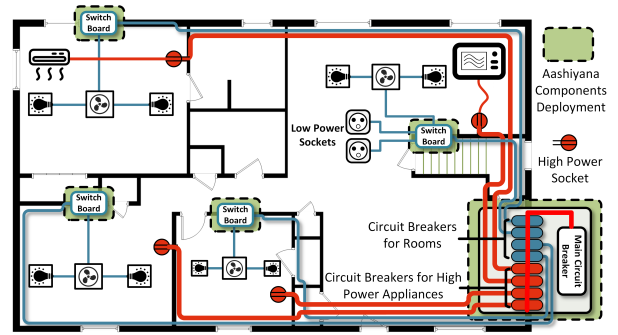 Switch
Board
Aashiyana
Components
Deployment
Low Power
Sockets
Switch
Board
High Power
Socket
Switch
Board
Switch
Board
Circuit Breakers
for Rooms
Main Circuit
Breaker
Circuit Breakers for High
Power Appliances